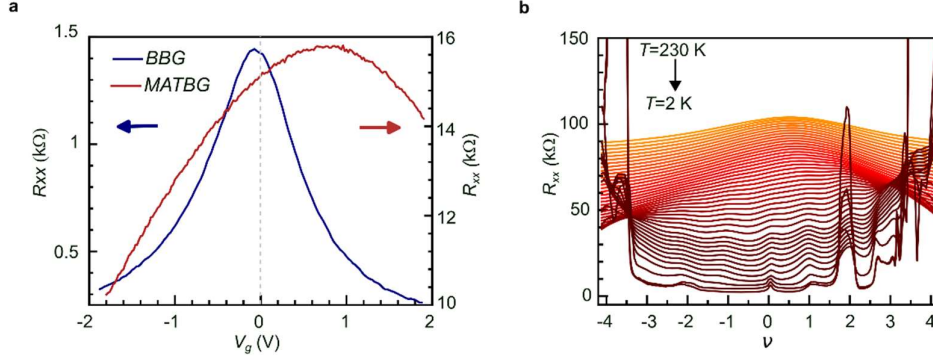 a
b
1.5
1
0.5
Rxx (kΩ)
BBG
MATBG
16
14
12
10
Rxx (kΩ)
-2
-1
0
1
2
Vg (V)
150
100
50
0
Rxx (kΩ)
T=230 K
T=2 K
-4
-3
-2
-1
0
1
2
3
4
ν